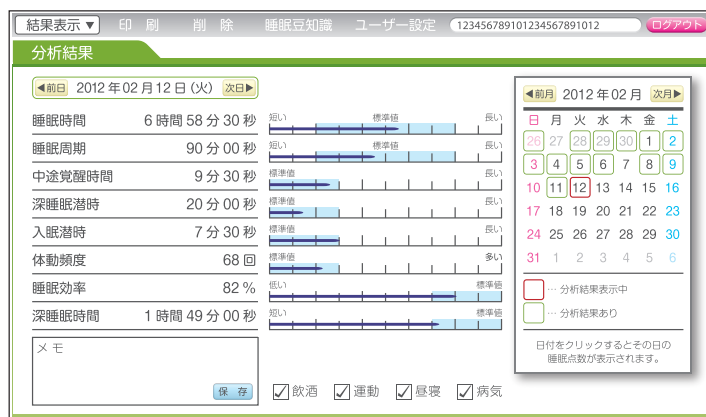 結果表示▼ 印 刷 削 除 睡眠豆知識 ユーザー設定 123456789101234567891012 ログアウト
分析結果
◀前日 2012年02月12日(火) 次日▶
睡眠時間 6時間58分30秒 短い 標準値 長い
睡眠周期 90分00秒 短い 標準値 長い
中途覚醒時間 9分30秒 標準値 長い
深睡眠潜時 20分00秒 標準値 長い
入眠潜時 7分30秒 標準値 長い
体動頻度 68回 標準値 多い
睡眠効率 82% 低い 標準値
深睡眠時間 1時間49分00秒 短い 標準値
メモ
保 存
✓飲酒 ✓運動 ✓昼寝 ✓病気
◀前月 2012年02月 次月▶
日 月 火 水 木 金 土
26 27 28 29 30 1 2
3 4 5 6 7 8 9
10 11 12 13 14 15 16
17 18 19 20 21 22 23
24 25 26 27 28 29 30
31 1 2 3 4 5 6
… 分析結果表示中
… 分析結果あり
日付をクリックするとその日の
睡眠点数が表示されます。